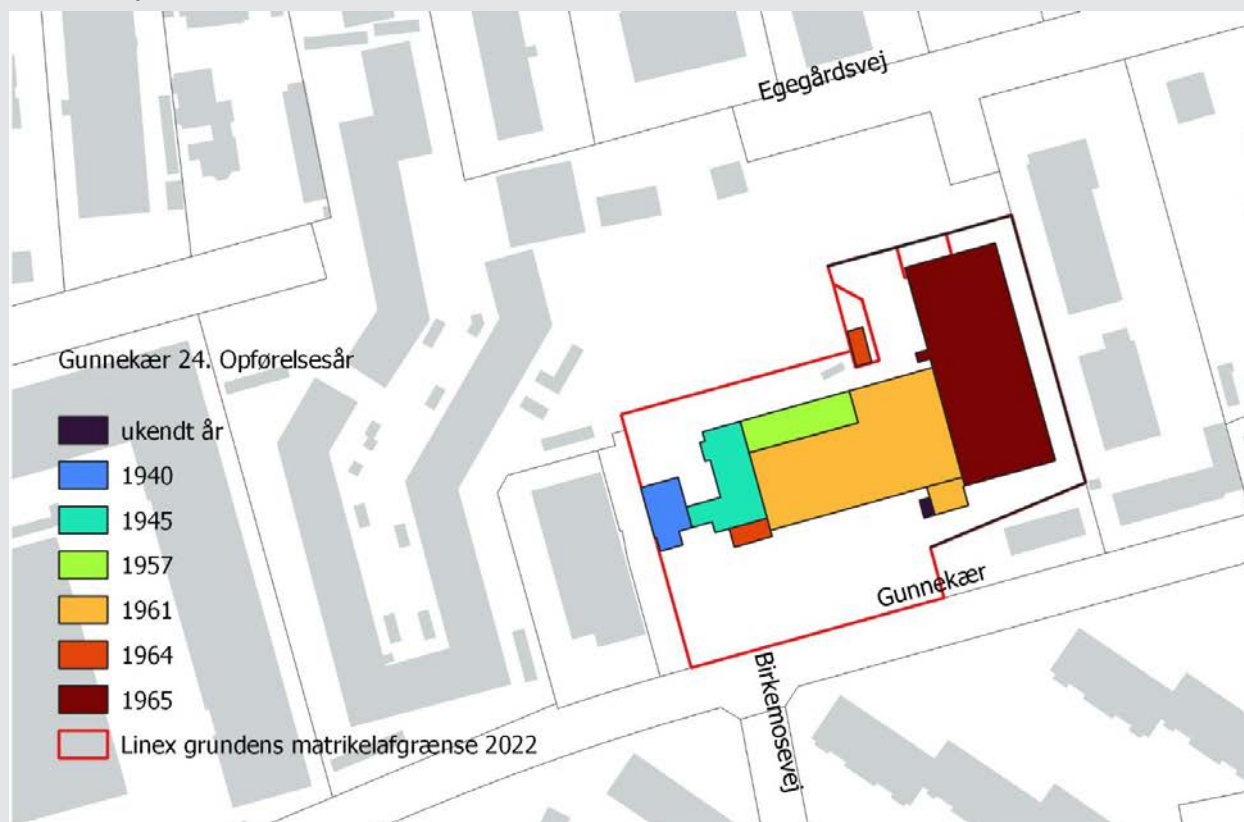 Egegårdsvej
Gunnekær 24. Opførelsesår
ukendt år
1940
1945
1957
1961
1964
1965
Linex grundens matrikelafgrænse 2022
Gunnekær
Birkemosevej